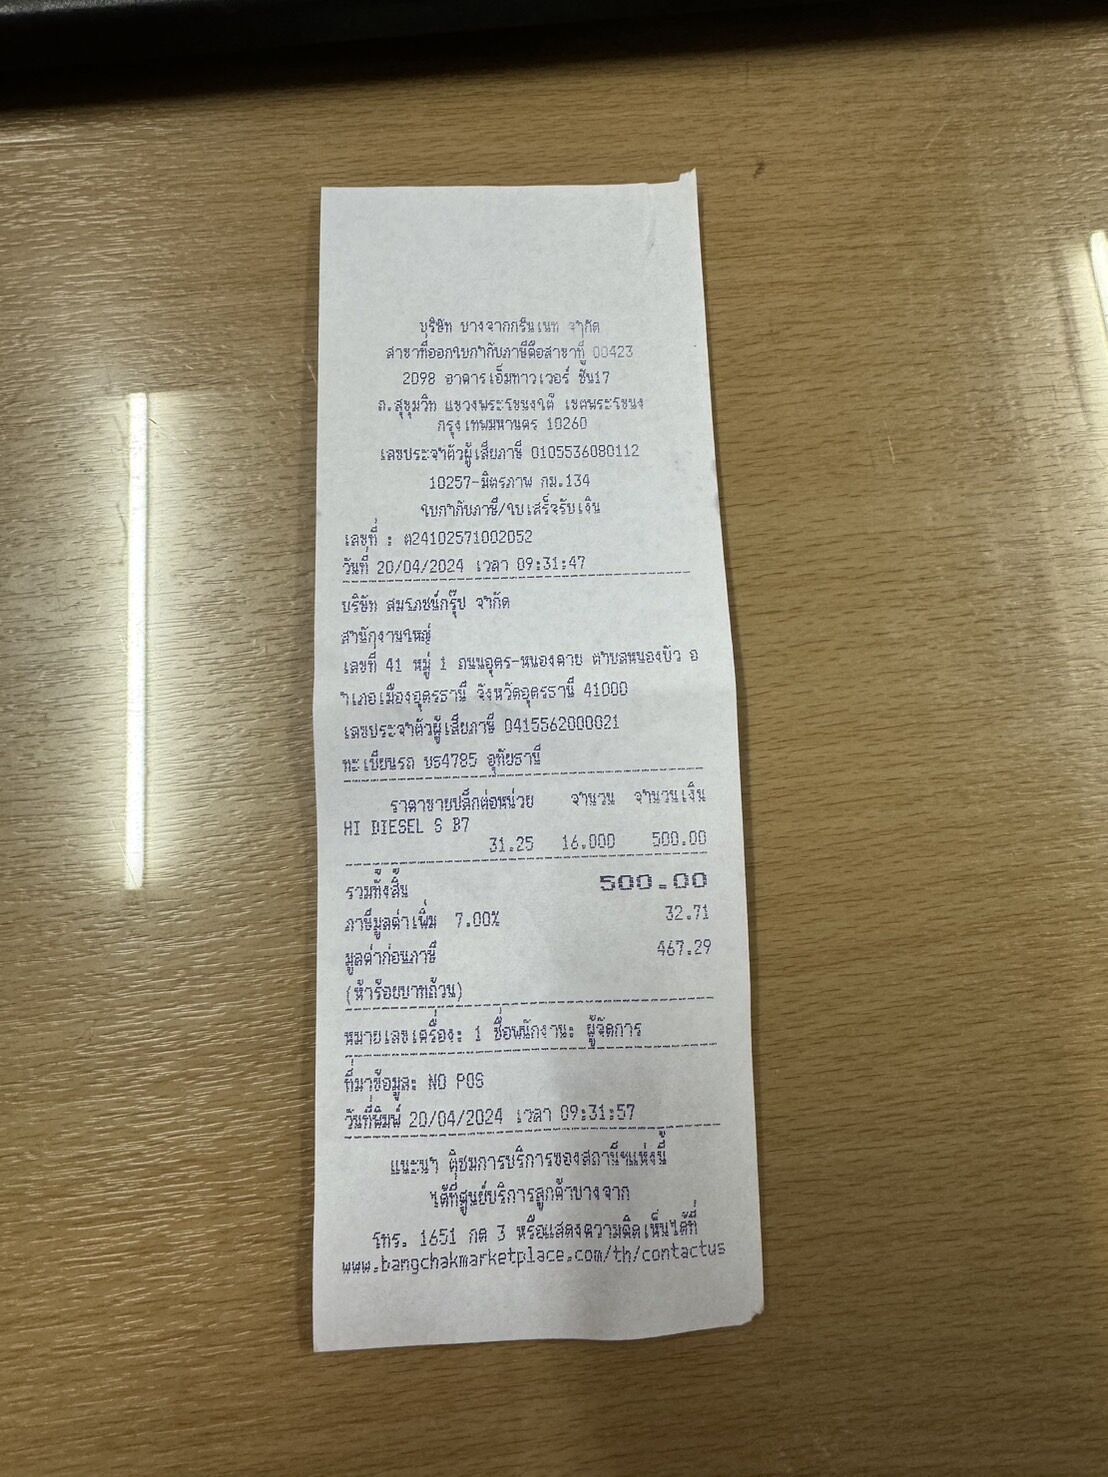 บริษัท บางจากกรีนเนท จำกัด
สาขาที่ออกใบกำกับภาษีคือสาขาที่ 00423
2098 อาคารเอ็มทาวเวอร์ ชั้น17
ถ.สุขุมวิท แขวงพระโขนงใต้ เขตพระโขนง
กรุงเทพมหานคร 10260
เลขประจำตัวผู้เสียภาษี 0105536080112
10257-มิตรภาพ กม.134
ใบกำกับภาษี/ใบเสร็จรับเงิน
เลขที่ : ต24102571002052
วันที่ 20/04/2024 เวลา 09:31:47
บริษัท สมโภชน์กรุ๊ป จำกัด
สำนักงานใหญ่
เลขที่ 41 หมู่ 1 ถนนอุดร-หนองคาย ตำบลหนองบัว อ
ำเภอเมืองอุดรธานี จังหวัดอุดรธานี 41000
เลขประจำตัวผู้เสียภาษี 0415562000021
ทะเบียนรถ บธ4785 อุทัยธานี
ราคาขายปลีกต่อหน่วย จำนวน จำนวนเงิน
HI DIESEL S B7
31.25 16.000 500.00
รวมทั้งสิ้น 500.00
ภาษีมูลค่าเพิ่ม 7.00% 32.71
มูลค่าก่อนภาษี 467.29
(ห้าร้อยบาทถ้วน)
หมายเลขเครื่อง: 1 ชื่อพนักงาน: ผู้จัดการ
ที่มาข้อมูล: NO POS
วันที่พิมพ์ 20/04/2024 เวลา 09:31:57
แนะนำ ติชมการบริการของสถานีฯแห่งนี้
ได้ที่ศูนย์บริการลูกค้าบางจาก
โทร. 1651 กด 3 หรือแสดงความคิดเห็นได้ที่
www.bangchakmarketplace.com/th/contactus